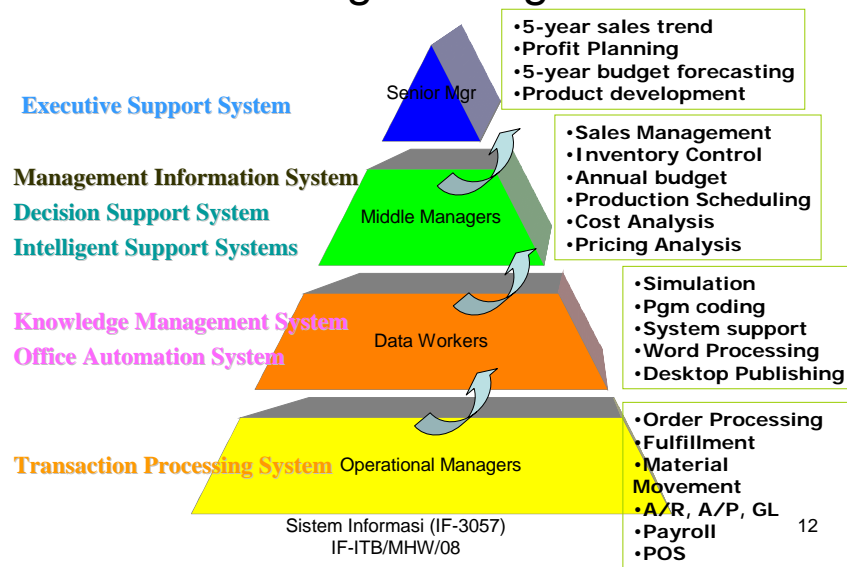 •5-year sales trend
•Profit Planning
•5-year budget forecasting
•Product development
Senior Mgr
Executive Support System
•Sales Management
•Inventory Control
•Annual budget
•Production Scheduling
•Cost Analysis
•Pricing Analysis
Management Information System
Decision Support System
Intelligent Support Systems
Middle Managers
•Simulation
•Pgm coding
•System support
•Word Processing
•Desktop Publishing
Knowledge Management System
Office Automation System
Data Workers
•Order Processing
•Fulfillment
•Material
Movement
•A/R, A/P, GL
•Payroll
•POS
Transaction Processing System
Operational Managers
Sistem Informasi (IF-3057)
IF-ITB/MHW/08
12